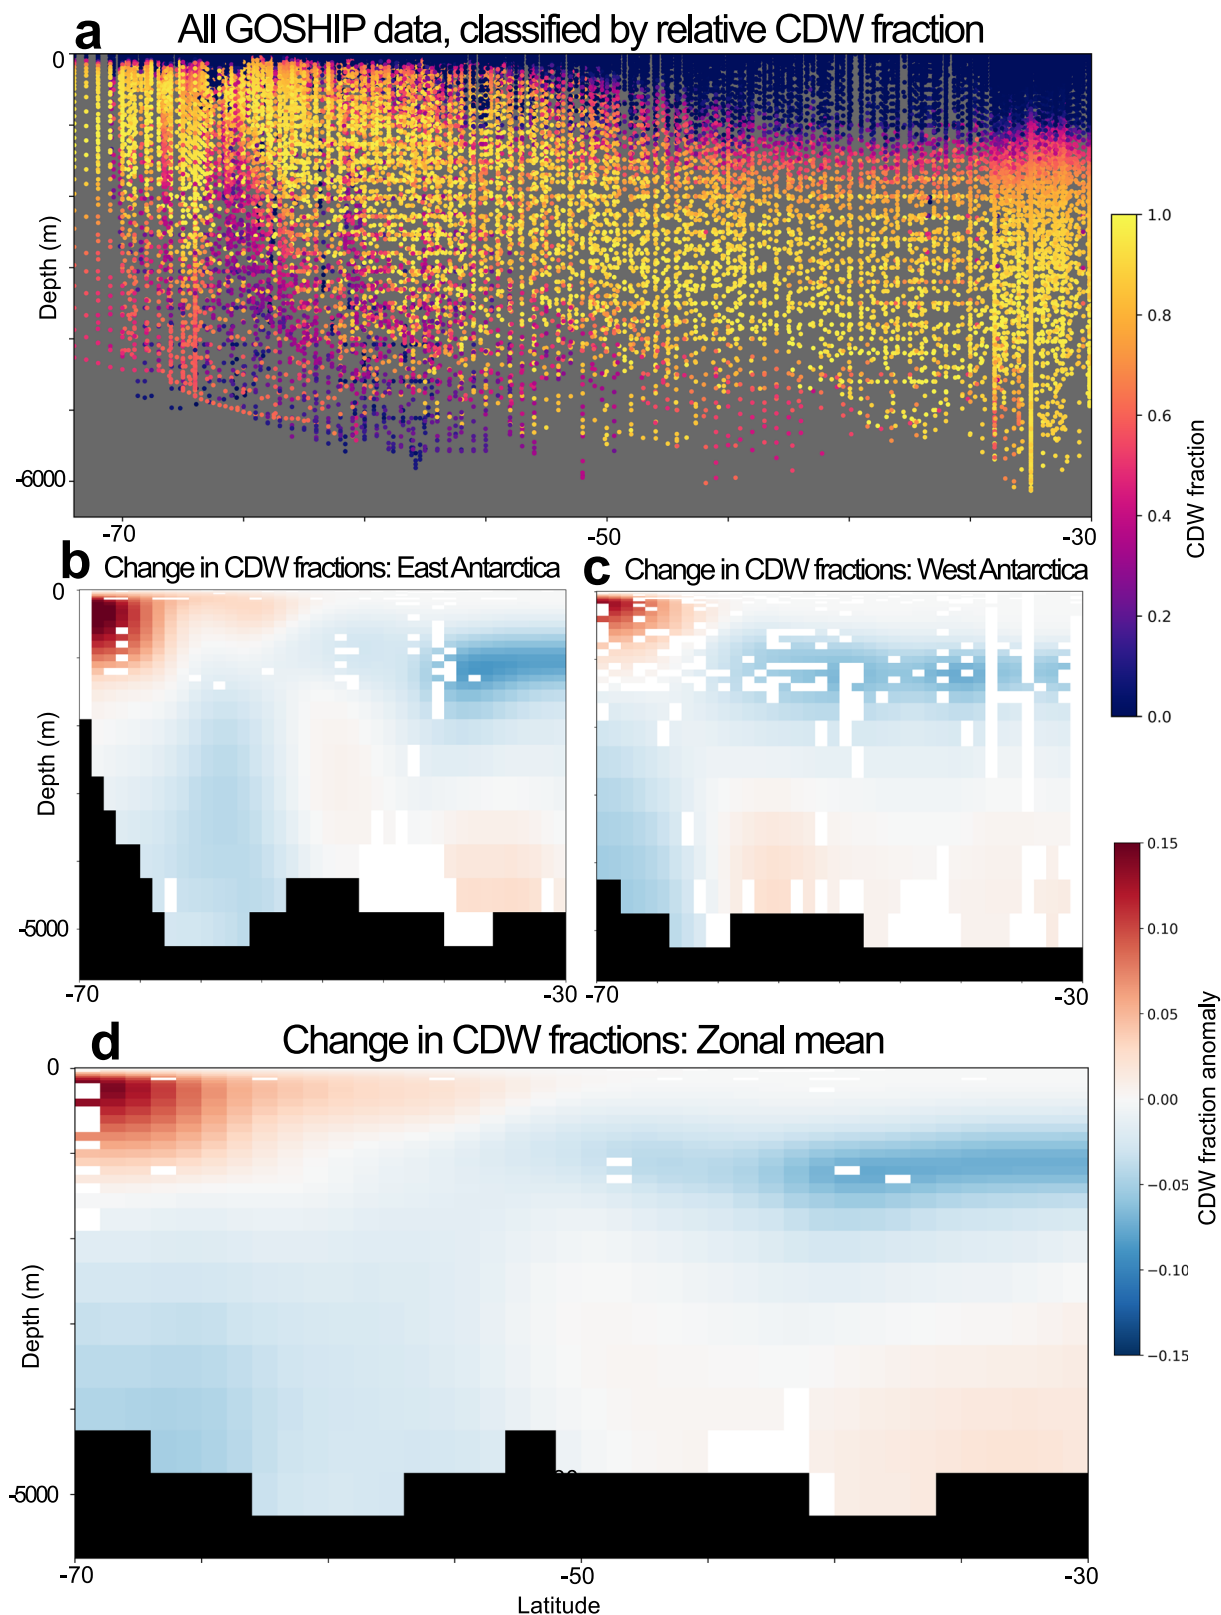 a All GOSHIP data, classified by relative CDW fraction
0
-6000
Depth (m)
-70
-50
-30
1.0
0.8
0.6
0.4
0.2
0.0
CDW fraction
b Change in CDW fractions: East Antarctica
0
-5000
Depth (m)
-70
-30
c Change in CDW fractions: West Antarctica
-70
-30
0.15
0.10
0.05
0.00
−0.05
−0.10
−0.15
CDW fraction anomaly
d Change in CDW fractions: Zonal mean
0
-5000
Depth (m)
-70
-50
-30
Latitude